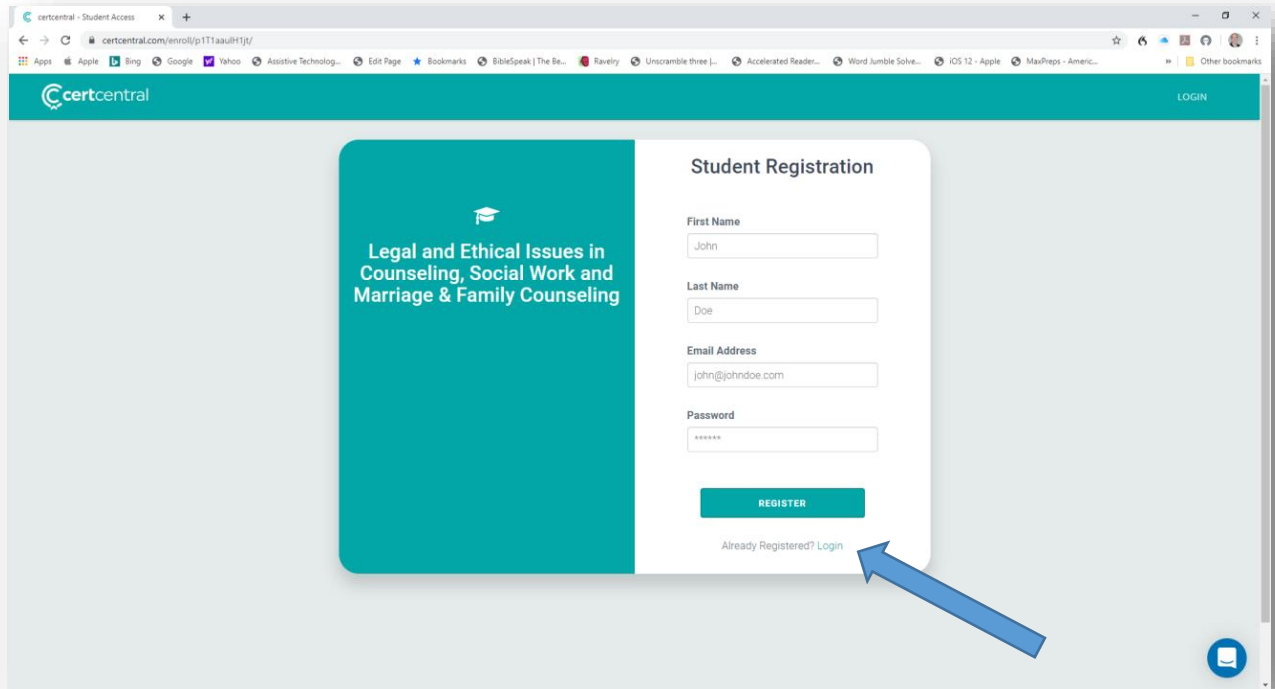 certcentral - Student Access
certcentral.com/enroll/p1T1aaulH1jt/
Apps Apple Bing Google Yahoo Assistive Technolog... Edit Page Bookmarks BibleSpeak | The Be... Ravelry Unscramble three |... Accelerated Reader... Word Jumble Solve... iOS 12 - Apple MaxPreps - Americ... » Other bookmarks
certcentral LOGIN
Student Registration
Legal and Ethical Issues in
Counseling, Social Work and
Marriage & Family Counseling
First Name
John
Last Name
Doe
Email Address
john@johndoe.com
Password
******
REGISTER
Already Registered? Login